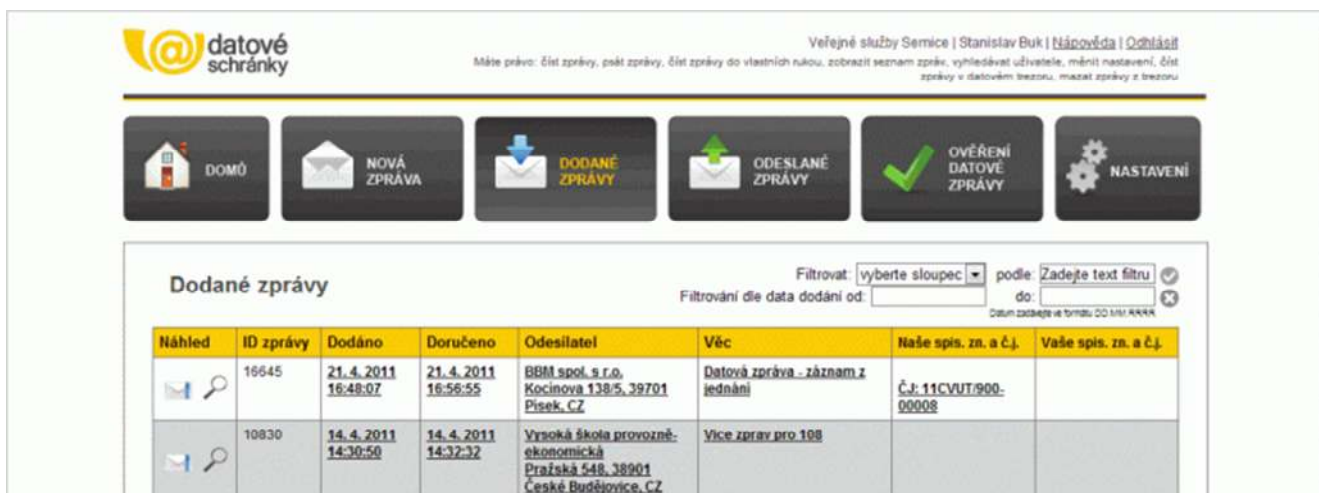 datové
schránky
Veřejné služby Sernice | Stanislav Buk | Nápověda | Odhlásit
Máte právo: číst zprávy, psát zprávy, číst zprávy do vlastních rukou, zobrazit seznam zpráv, vyhledávat uživatele, měnit nastavení, číst
zprávy v datovém trezoru, mazat zprávy z trezoru
DOMŮ
NOVÁ
ZPRÁVA
DODANÉ
ZPRÁVY
ODESLANÉ
ZPRÁVY
OVĚŘENÍ
DATOVÉ
ZPRÁVY
NASTAVENÍ
Dodané zprávy
Filtrovat: vyberte sloupec podle: Zadejte text filtru
Filtrování dle data dodání od: do:
Datum zadávejte ve formátu DD.MM.RRRR
Náhled ID zprávy Dodáno Doručeno Odesílatel Věc Naše spis. zn. a č.j. Vaše spis. zn. a č.j.
16645 21. 4. 2011 21. 4. 2011 BBM spol. s r.o. Datová zpráva - záznam z
16:48:07 16:56:55 Kocínova 138/5, 39701 jednání ČJ: 11CVUT/900-
Písek, CZ 00008
10830 14. 4. 2011 14. 4. 2011 Vysoká škola provozně- Vice zprav pro 108
14:30:50 14:32:32 ekonomická
Pražská 548, 38901
České Budějovice, CZ